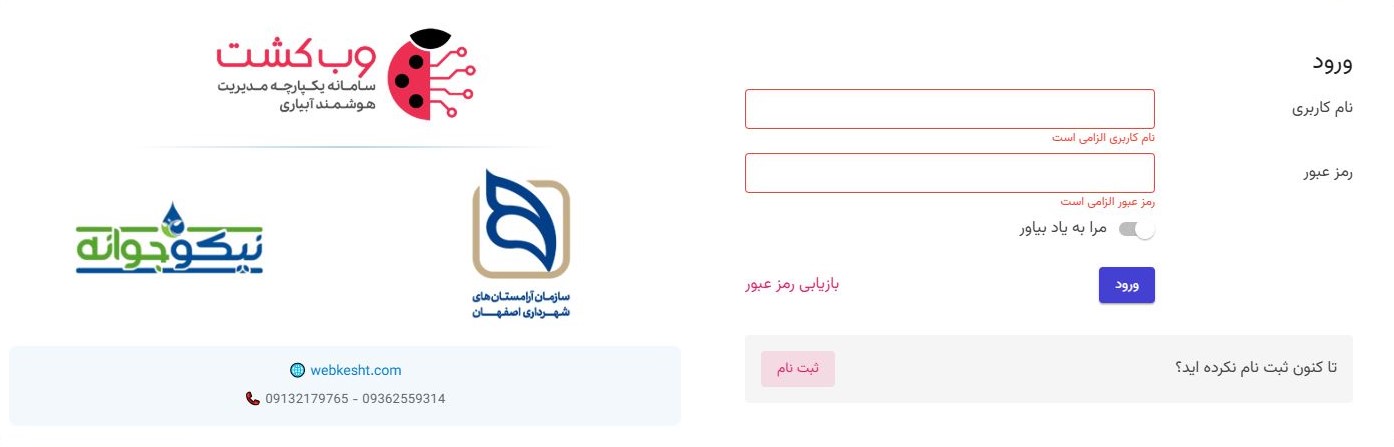 ورود
نام کاربری
نام کاربری الزامی است
رمز عبور
رمز عبور الزامی است
مرا به یاد بیاور
ورود
بازیابی رمز عبور
تا کنون ثبت نام نکرده اید؟
ثبت نام
وب‌کشت
سامانه یکپارچه مدیریت
هوشمند آبیاری
سازمان آرامستان‌های
شهرداری اصفهان
نیکو جوانه
webkesht.com
09132179765 - 09362559314